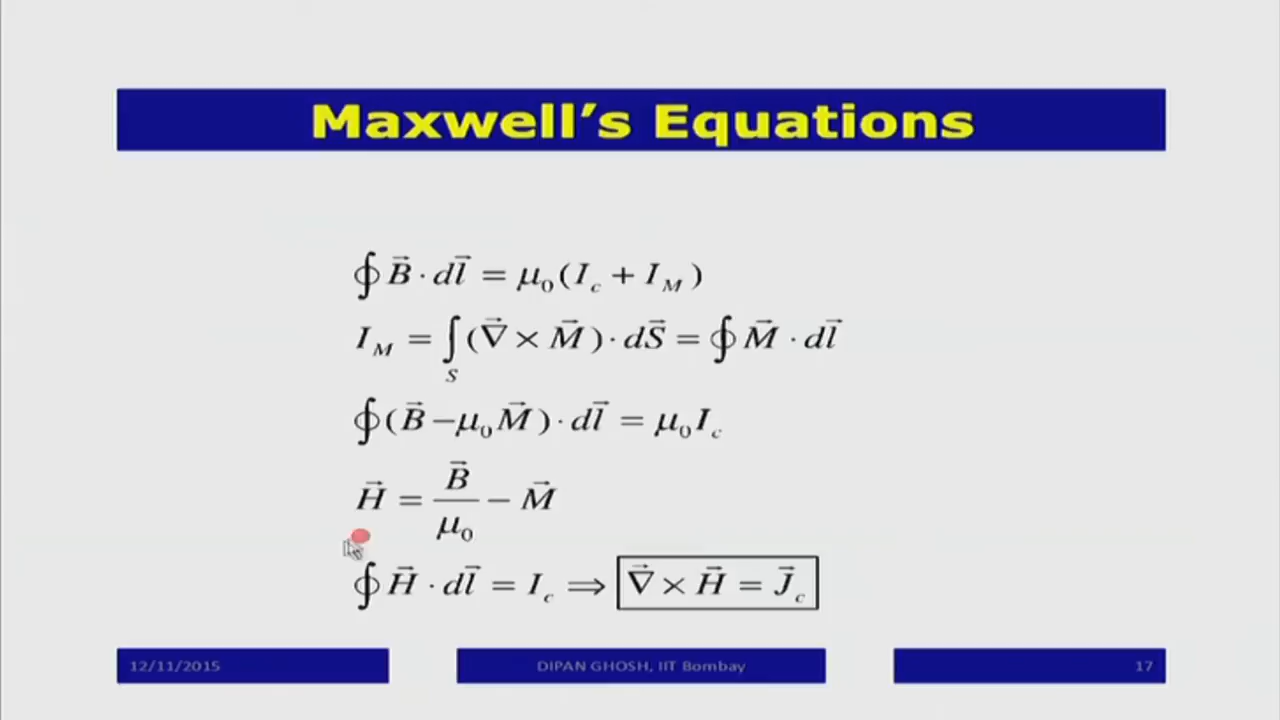 Maxwell's Equations
∮ B⃗ · dl⃗ = μ₀(I_c + I_M)
I_M = ∫_S (∇⃗ × M⃗) · dS⃗ = ∮ M⃗ · dl⃗
∮(B⃗ − μ₀M⃗) · dl⃗ = μ₀I_c
H⃗ = B⃗/μ₀ − M⃗
∮ H⃗ · dl⃗ = I_c ⇒ ∇⃗ × H⃗ = J⃗_c
12/11/2015 DIPAN GHOSH, IIT Bombay 17